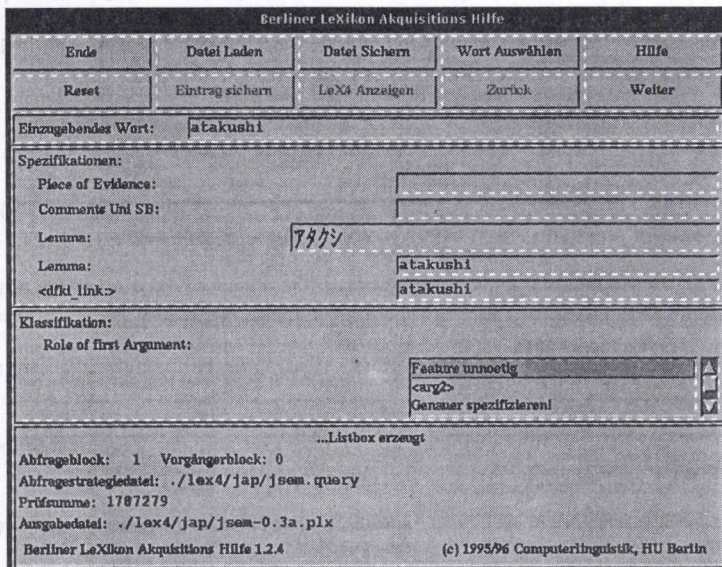 Berliner LeXikon Akquisitions Hilfe
Ende Datei Laden Datei Sichern Wort Auswählen Hilfe
Reset Eintrag sichern LeX4 Anzeigen Zurück Weiter
Einzugebendes Wort: atakushi
Spezifikationen:
Piece of Evidence:
Comments Uni SB:
Lemma: アタクシ
Lemma: atakushi
<dfki_link:> atakushi
Klassifikation:
Role of first Argument:
Feature unnoetig
<arg2>
Genauer spezifizieren!
...Listbox erzeugt
Abfrageblock: 1 Vorgängerblock: 0
Abfragestrategiedatei: ./lex4/jap/jsem.query
Prüfsumme: 1787279
Ausgabedatei: ./lex4/jap/jsem-0.3a.plx
Berliner LeXikon Akquisitions Hilfe 1.2.4 (c) 1995/96 Computerlinguistik, HU Berlin